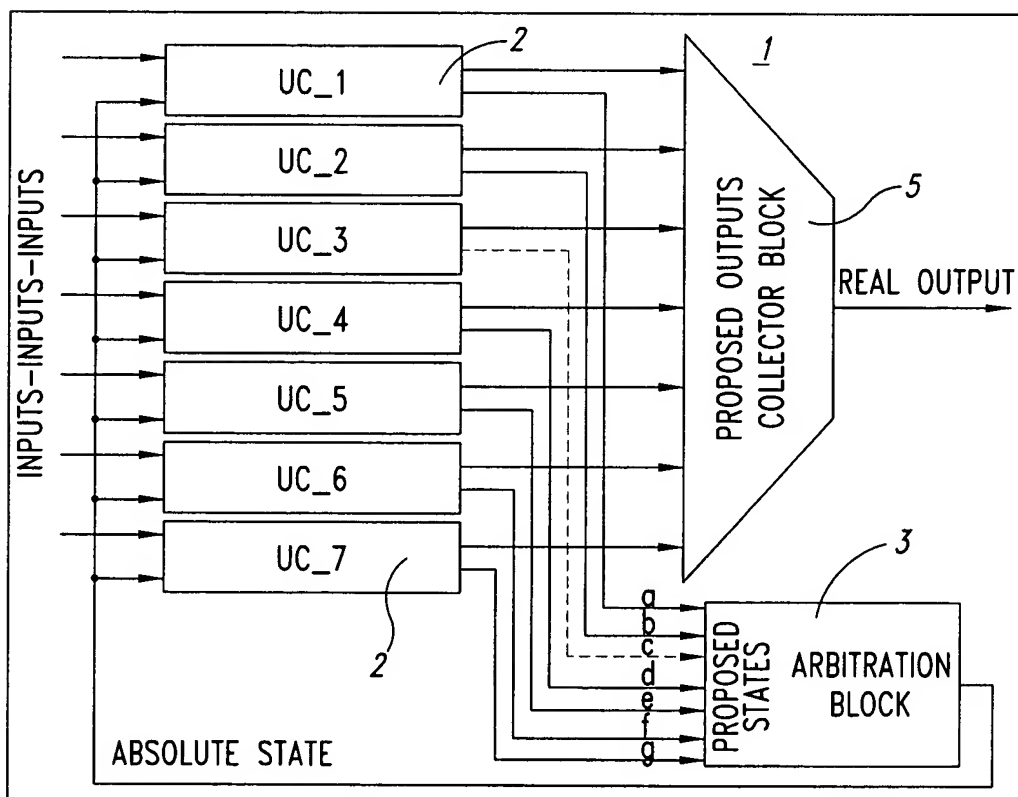 INPUTS-INPUTS-INPUTS
UC_1
UC_2
UC_3
UC_4
UC_5
UC_6
UC_7
2
2
1
PROPOSED OUTPUTS
COLLECTOR BLOCK
5
REAL OUTPUT
3
a
b
c
d
e
f
g
PROPOSED
STATES
ARBITRATION
BLOCK
ABSOLUTE STATE